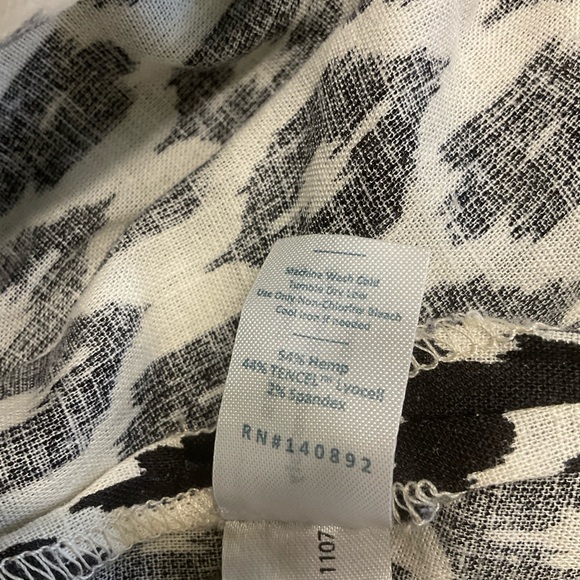 Machine Wash Cold
Tumble Dry Low
Use Only Non-Chlorine Bleach
Cool Iron if needed
54% Hemp
44% TENCEL™ Lyocell
2% Spandex
RN#140892
1107